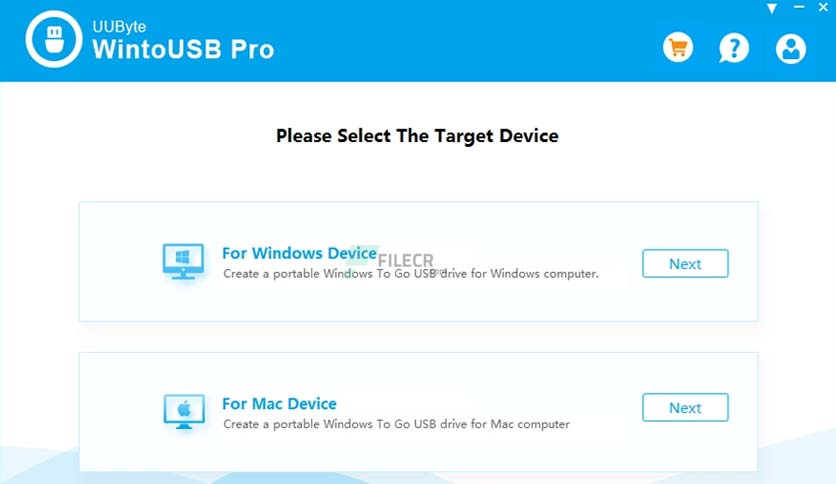 UUByte
WintoUSB Pro
Please Select The Target Device
For Windows Device
FILECR
.com
Create a portable Windows To Go USB drive for Windows computer.
Next
For Mac Device
Create a portable Windows To Go USB drive for Mac computer
Next